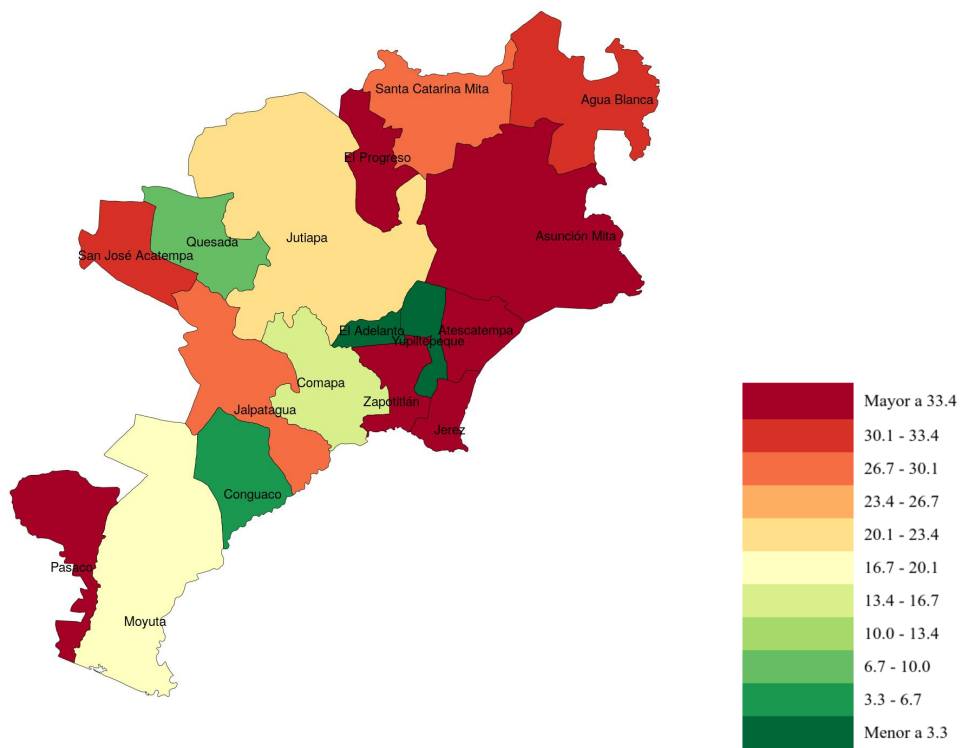 Santa Catarina Mita
Agua Blanca
El Progreso
Asunción Mita
Jutiapa
Quesada
San José Acatempa
El Adelanto
Atescatempa
Yupiltepeque
Comapa
Zapotitlán
Jalpatagua
Jerez
Conguaco
Pasaco
Moyuta
Mayor a 33.4
30.1 - 33.4
26.7 - 30.1
23.4 - 26.7
20.1 - 23.4
16.7 - 20.1
13.4 - 16.7
10.0 - 13.4
6.7 - 10.0
3.3 - 6.7
Menor a 3.3